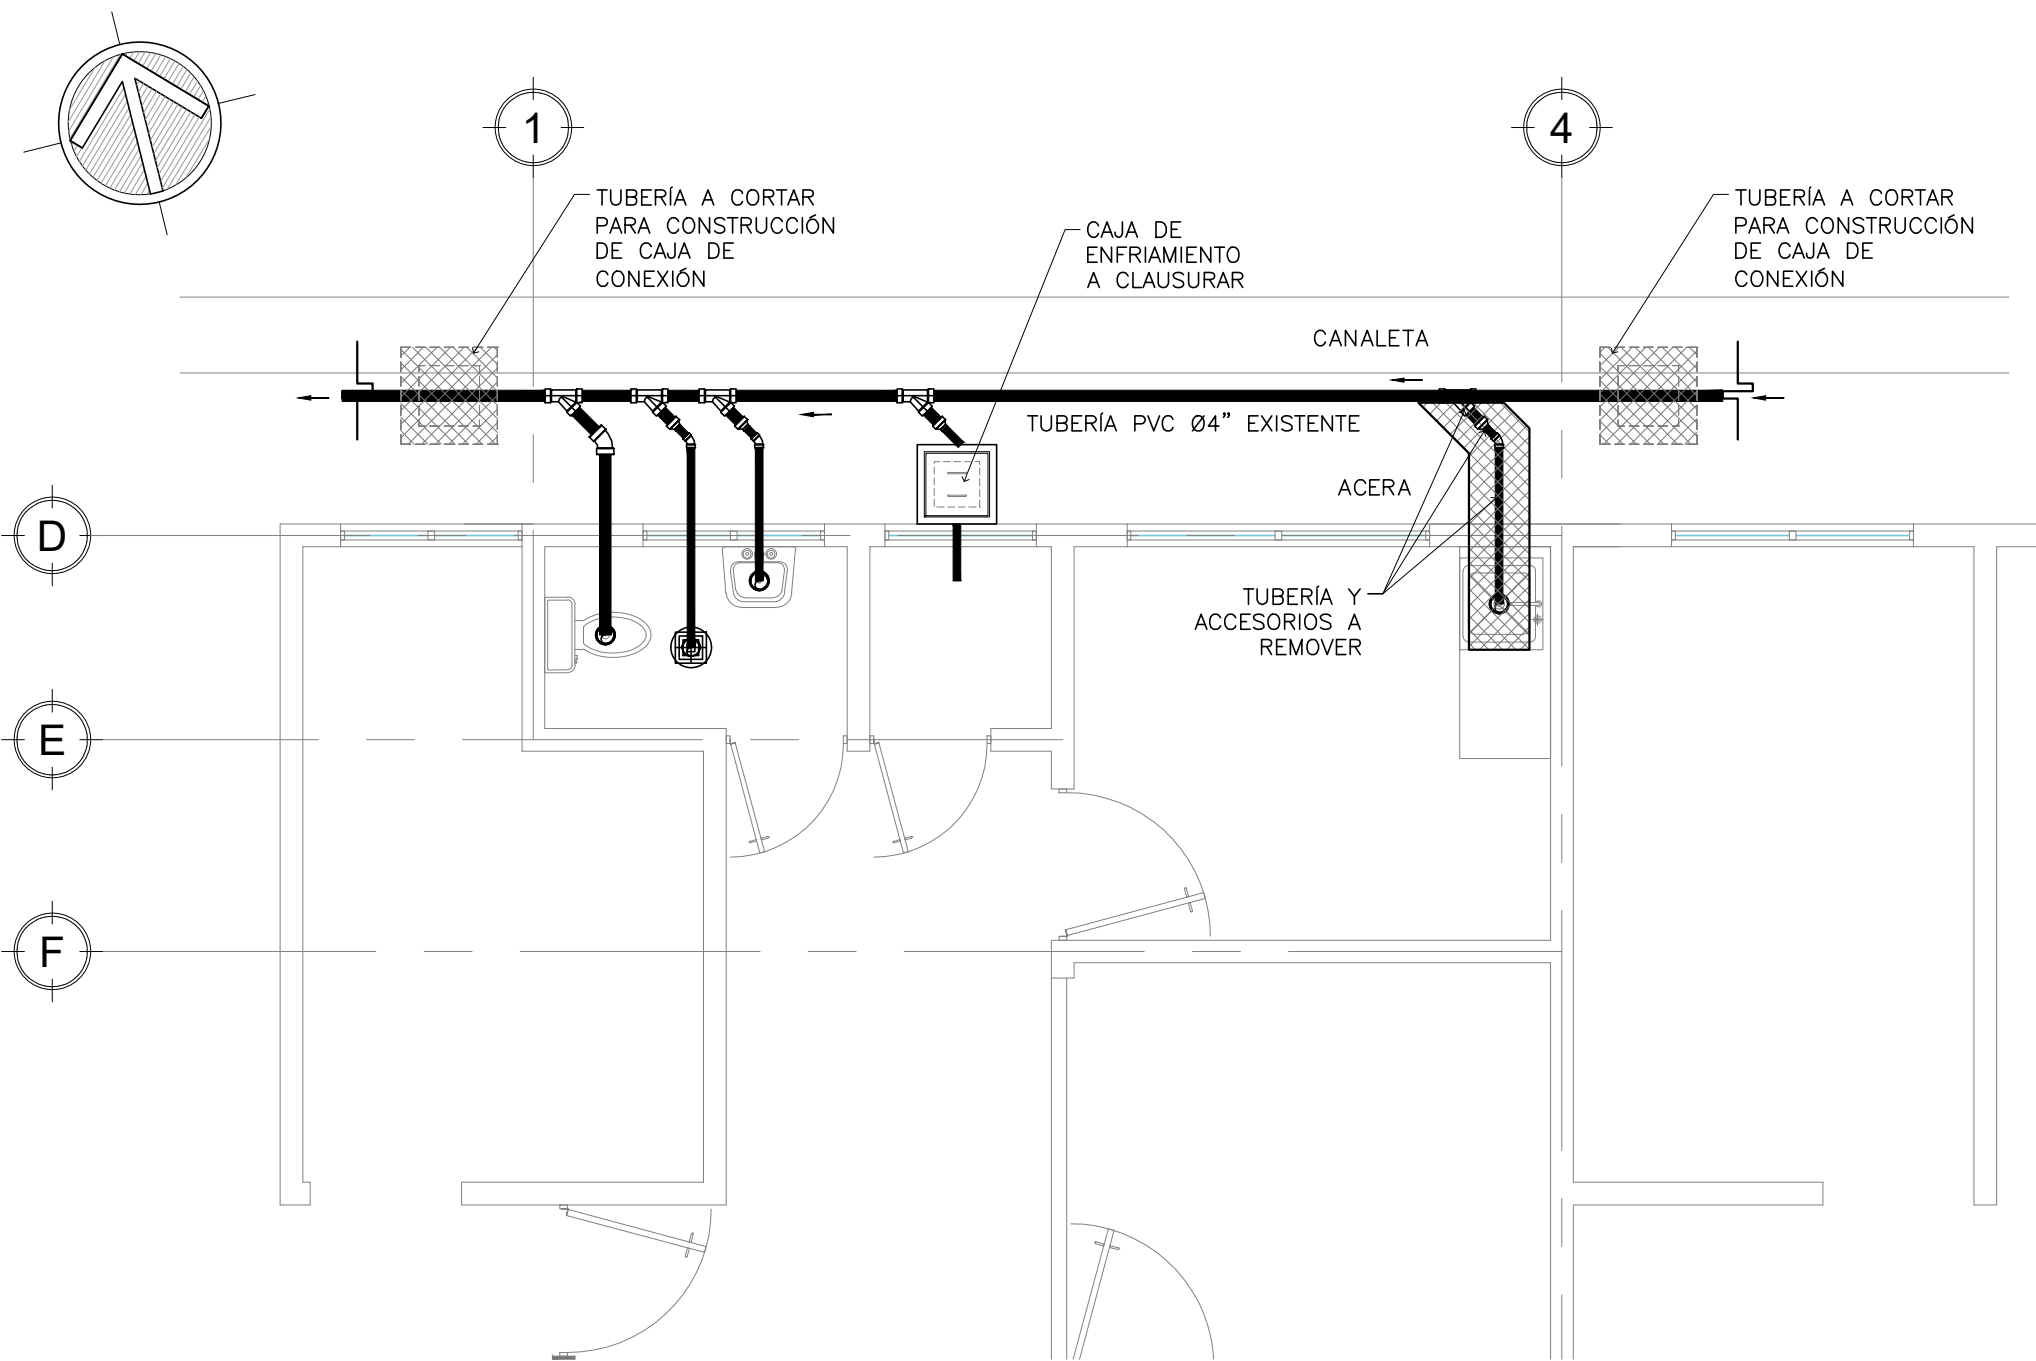 1
4
TUBERÍA A CORTAR
PARA CONSTRUCCIÓN
DE CAJA DE
CONEXIÓN
CAJA DE
ENFRIAMIENTO
A CLAUSURAR
TUBERÍA A CORTAR
PARA CONSTRUCCIÓN
DE CAJA DE
CONEXIÓN
CANALETA
TUBERÍA PVC Ø4” EXISTENTE
ACERA
D
TUBERÍA Y
ACCESORIOS A
REMOVER
E
F